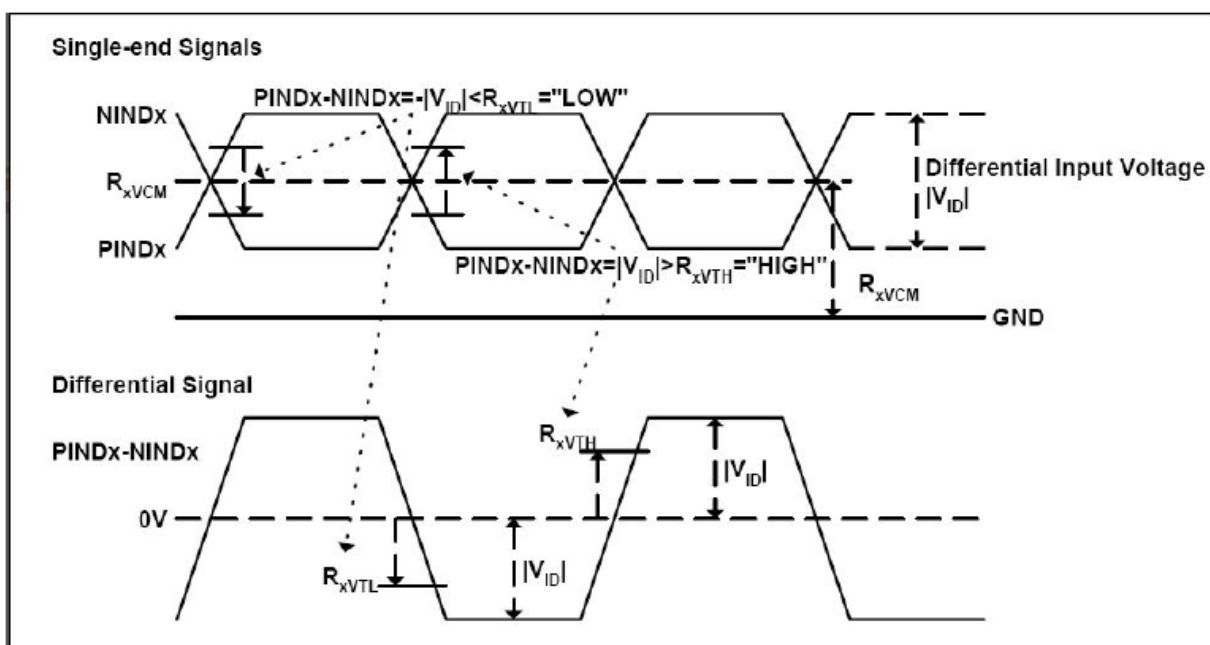 Single-end Signals
PINDx-NINDx=-|VID|<RxVTL="LOW"
NINDx
RxVCM
Differential Input Voltage
|VID|
PINDx
PINDx-NINDx=|VID|>RxVTH="HIGH"
RxVCM
GND
Differential Signal
PINDx-NINDx
RxVTH
|VID|
0V
RxVTL
|VID|